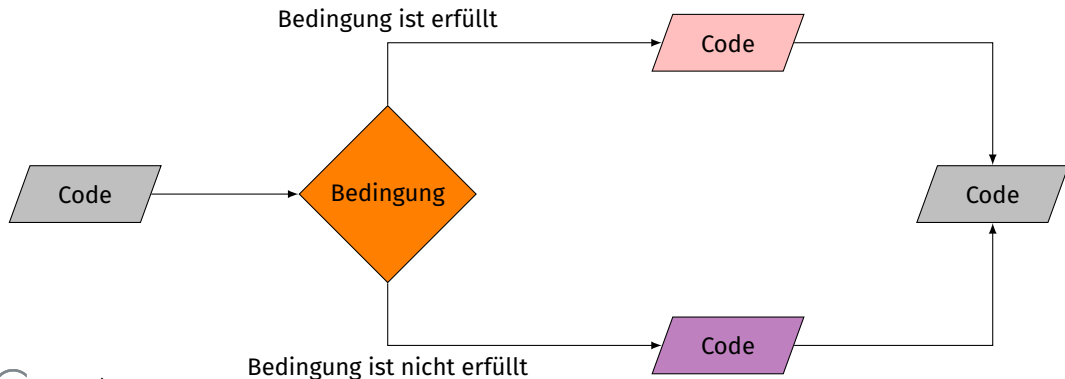 Bedingung ist erfüllt
Code
Code
Bedingung
Code
Code
Bedingung ist nicht erfüllt